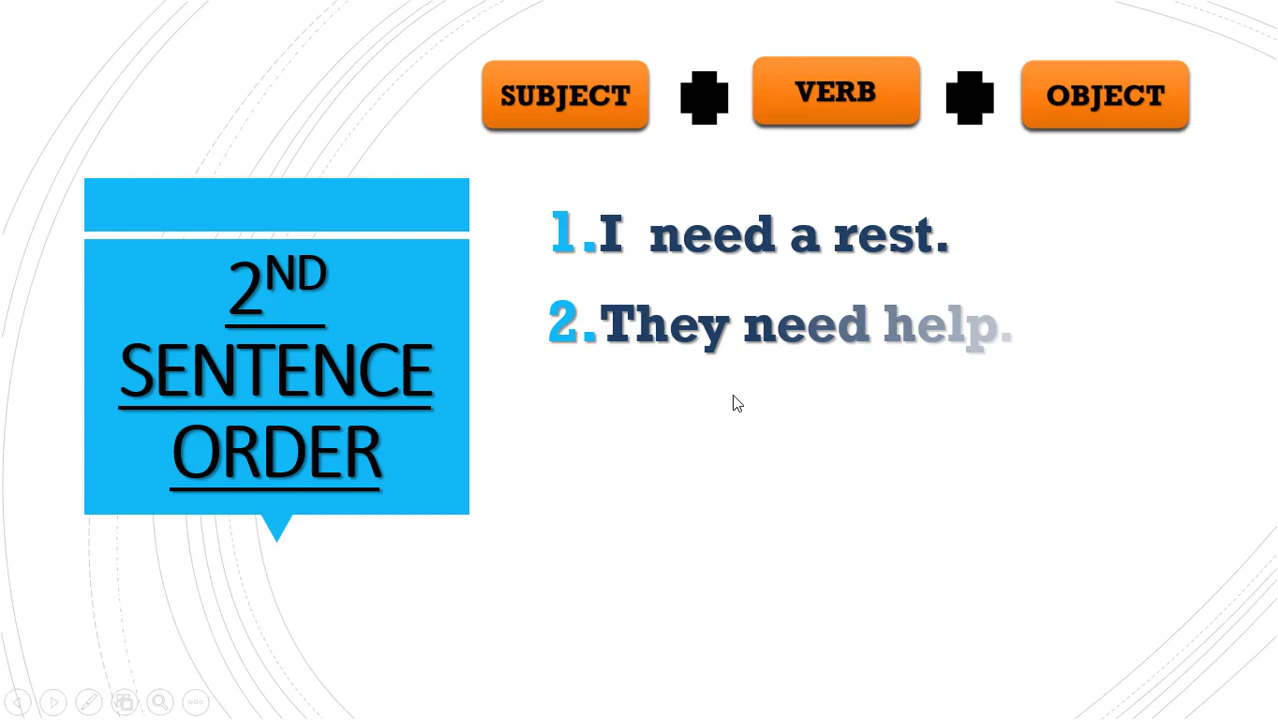 SUBJECT + VERB + OBJECT
1. I need a rest.
2. They need help.
2ND
SENTENCE
ORDER